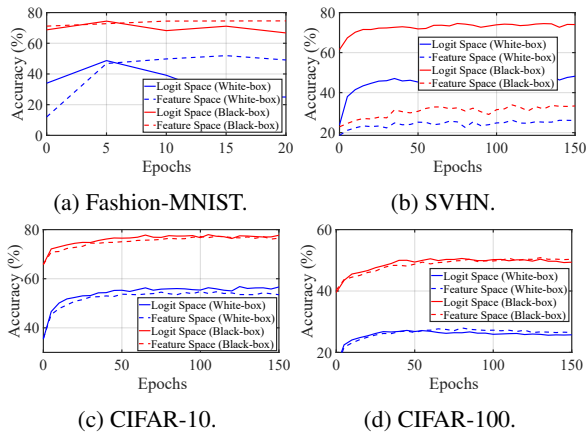 Accuracy (%)
80
60
40
20
0
Logit Space (White-box)
Feature Space (White-box)
Logit Space (Black-box)
Feature Space (Black-box)
0 5 10 15 20
Epochs
(a) Fashion-MNIST.
Accuracy (%)
80
60
40
20
Logit Space (White-box)
Feature Space (White-box)
Logit Space (Black-box)
Feature Space (Black-box)
0 50 100 150
Epochs
(b) SVHN.
Accuracy (%)
80
60
40
Logit Space (White-box)
Feature Space (White-box)
Logit Space (Black-box)
Feature Space (Black-box)
0 50 100 150
Epochs
(c) CIFAR-10.
Accuracy (%)
60
40
20
Logit Space (White-box)
Feature Space (White-box)
Logit Space (Black-box)
Feature Space (Black-box)
0 50 100 150
Epochs
(d) CIFAR-100.